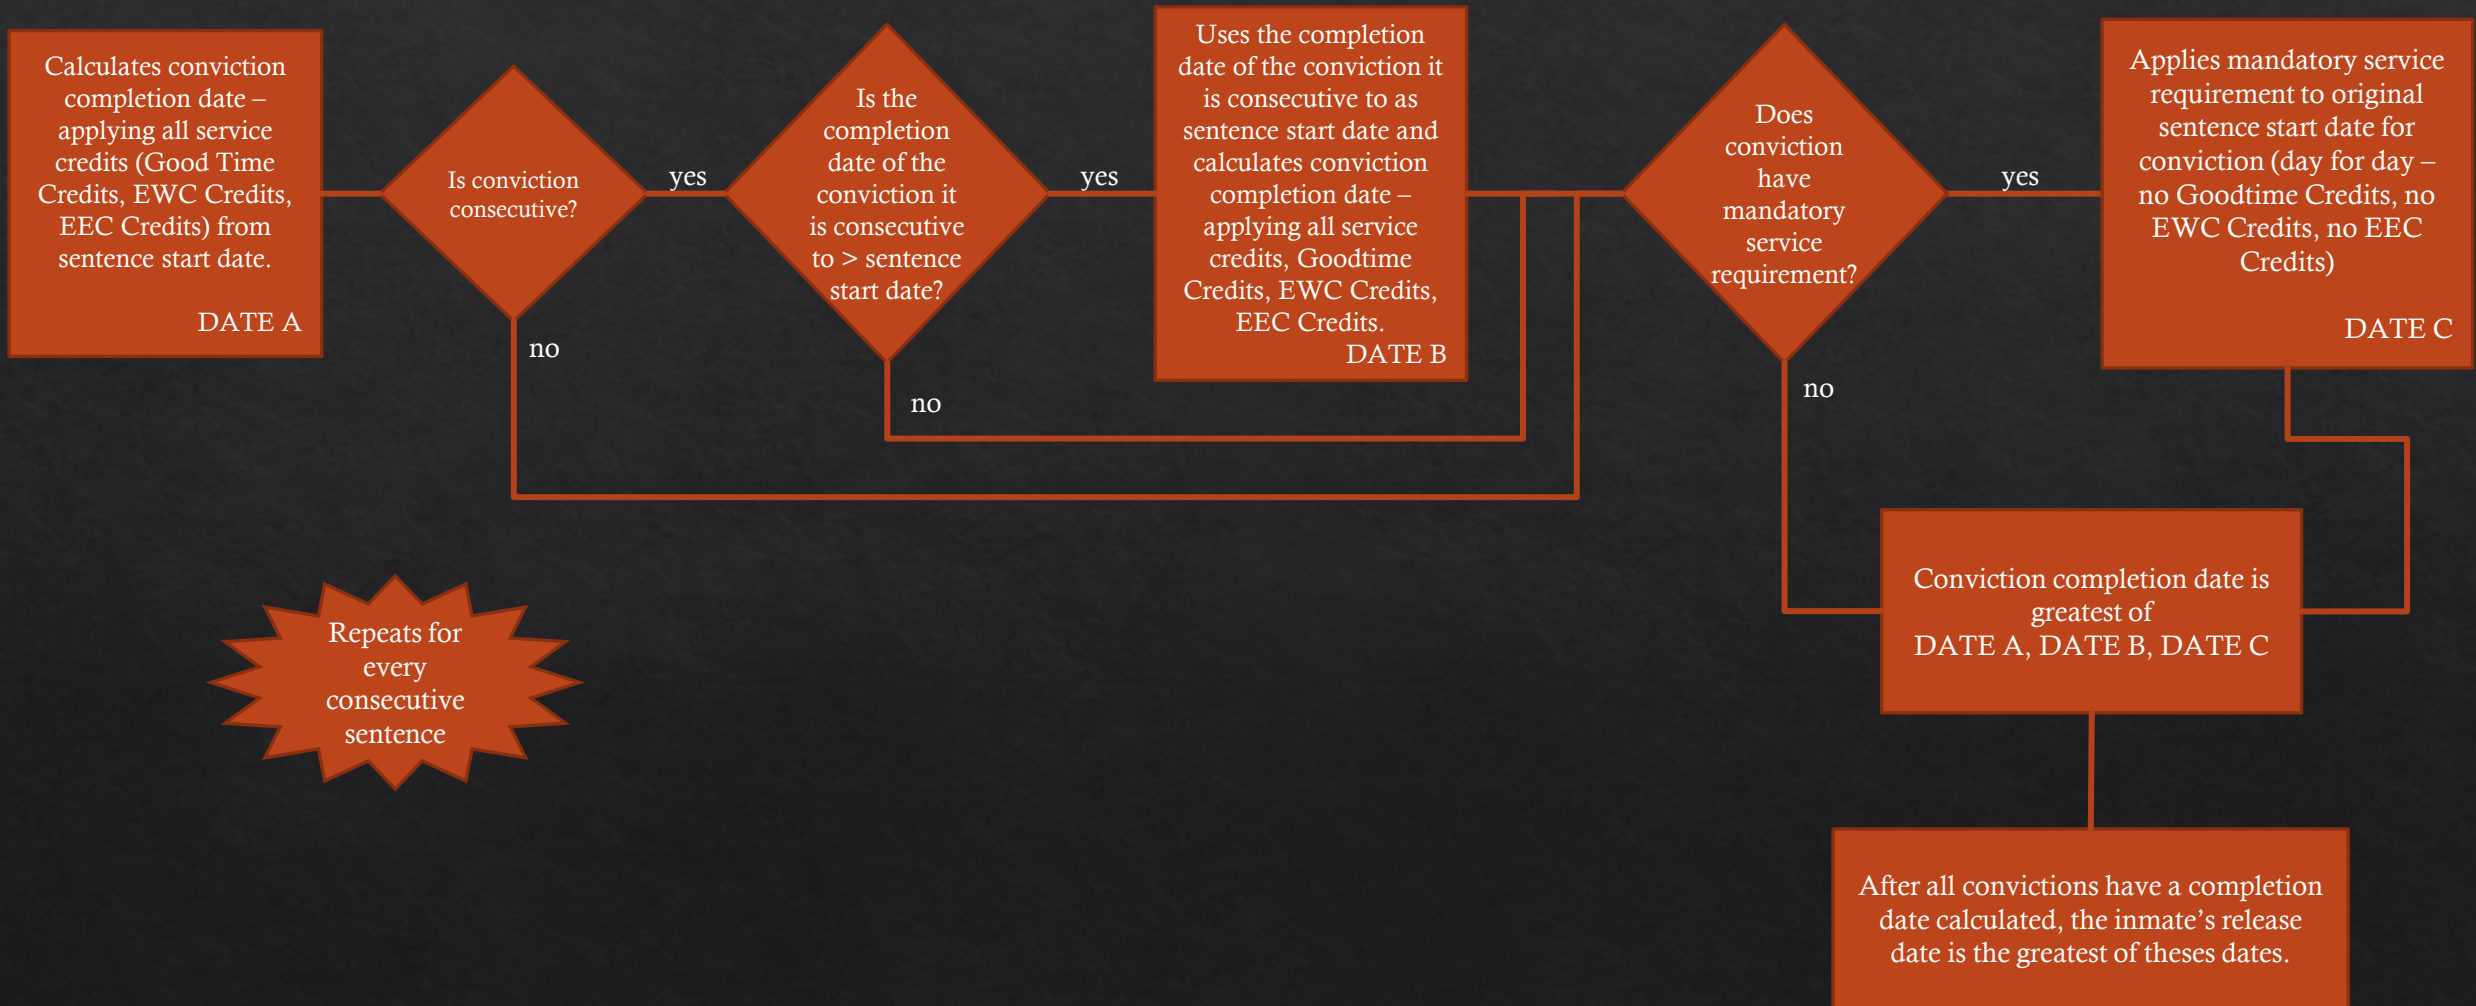 Calculates conviction
completion date –
applying all service
credits (Good Time
Credits, EWC Credits,
EEC Credits) from
sentence start date.
DATE A
Is conviction
consecutive?
yes
no
Is the
completion
date of the
conviction it
is consecutive
to > sentence
start date?
yes
no
Uses the completion
date of the conviction it
is consecutive to as
sentence start date and
calculates conviction
completion date –
applying all service
credits, Goodtime
Credits, EWC Credits,
EEC Credits.
DATE B
Does
conviction
have
mandatory
service
requirement?
yes
no
Applies mandatory service
requirement to original
sentence start date for
conviction (day for day –
no Goodtime Credits, no
EWC Credits, no EEC
Credits)
DATE C
Conviction completion date is
greatest of
DATE A, DATE B, DATE C
After all convictions have a completion
date calculated, the inmate’s release
date is the greatest of theses dates.
Repeats for
every
consecutive
sentence